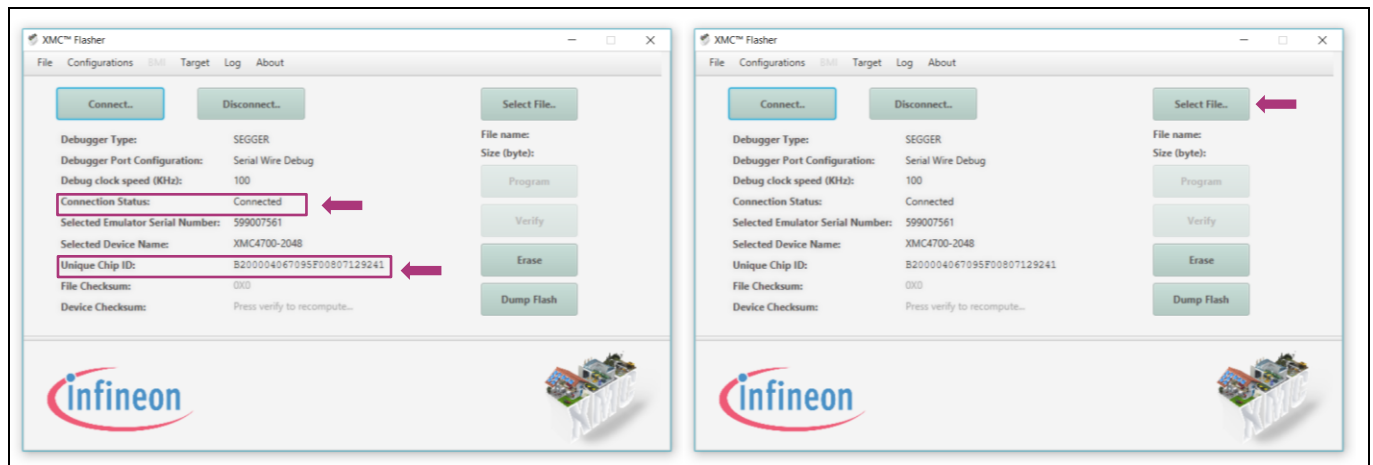 XMC™ Flasher
File Configurations BMI Target Log About
Connect.. Disconnect.. Select File..
Debugger Type: SEGGER File name:
Debugger Port Configuration: Serial Wire Debug Size (byte):
Debug clock speed (KHz): 100 Program
Connection Status: Connected
Selected Emulator Serial Number: 599007561 Verify
Selected Device Name: XMC4700-2048
Unique Chip ID: B200004067095F00807129241 Erase
File Checksum: 0X0
Device Checksum: Press verify to recompute... Dump Flash
infineon
XMC
XMC™ Flasher
File Configurations BMI Target Log About
Connect.. Disconnect.. Select File..
Debugger Type: SEGGER File name:
Debugger Port Configuration: Serial Wire Debug Size (byte):
Debug clock speed (KHz): 100 Program
Connection Status: Connected
Selected Emulator Serial Number: 599007561 Verify
Selected Device Name: XMC4700-2048
Unique Chip ID: B200004067095F00807129241 Erase
File Checksum: 0X0
Device Checksum: Press verify to recompute... Dump Flash
infineon
XMC